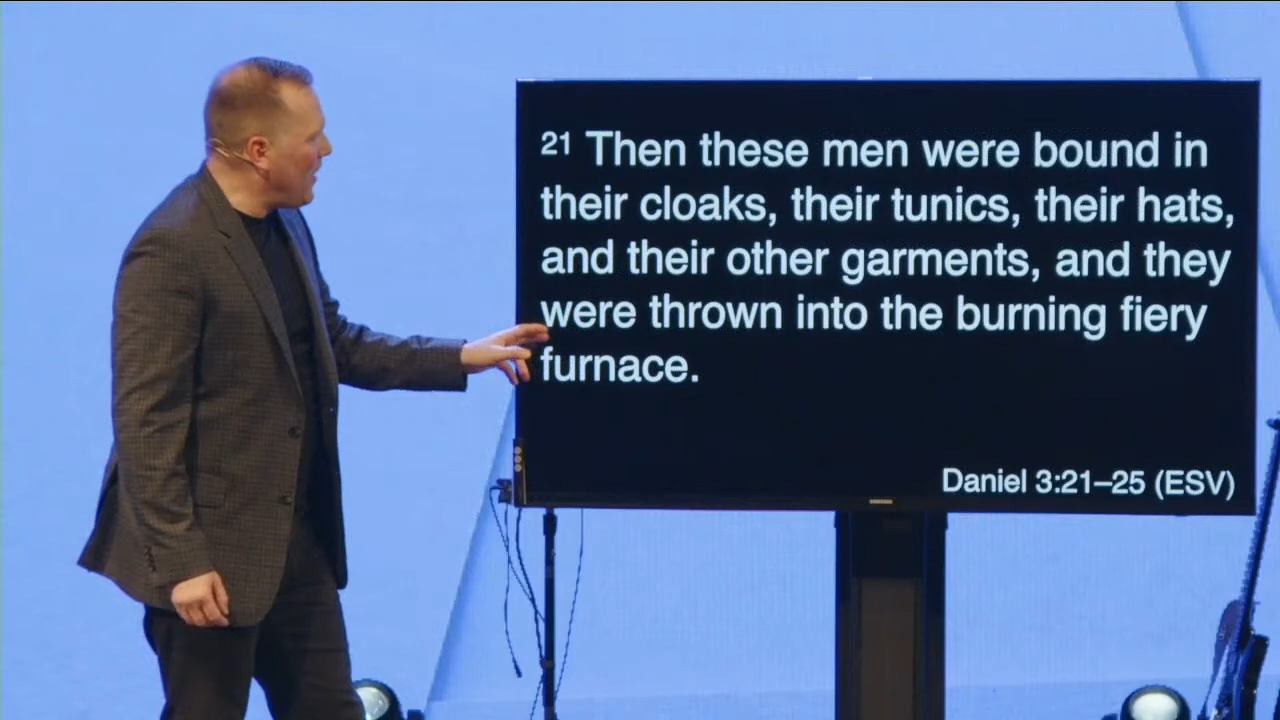 21 Then these men were bound in
their cloaks, their tunics, their hats,
and their other garments, and they
were thrown into the burning fiery
furnace.
Daniel 3:21–25 (ESV)
SAMSUNG